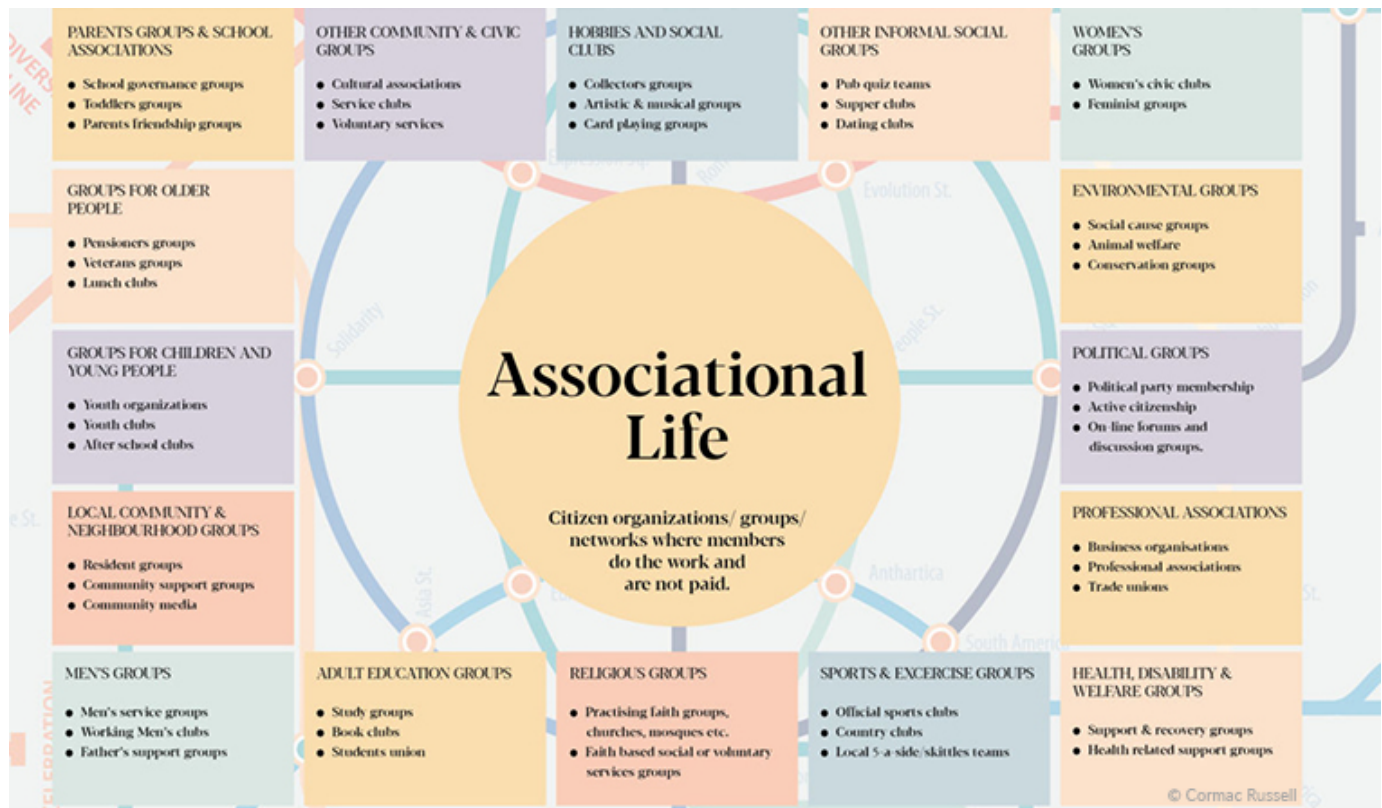 PARENTS GROUPS & SCHOOL
ASSOCIATIONS
● School governance groups
● Toddlers groups
● Parents friendship groups
OTHER COMMUNITY & CIVIC
GROUPS
● Cultural associations
● Service clubs
● Voluntary services
HOBBIES AND SOCIAL
CLUBS
● Collectors groups
● Artistic & musical groups
● Card playing groups
OTHER INFORMAL SOCIAL
GROUPS
● Pub quiz teams
● Supper clubs
● Dating clubs
WOMEN'S
GROUPS
● Women's civic clubs
● Feminist groups
GROUPS FOR OLDER
PEOPLE
● Pensioners groups
● Veterans groups
● Lunch clubs
ENVIRONMENTAL GROUPS
● Social cause groups
● Animal welfare
● Conservation groups
GROUPS FOR CHILDREN AND
YOUNG PEOPLE
● Youth organizations
● Youth clubs
● After school clubs
Associational
Life
Citizen organizations/ groups/
networks where members
do the work and
are not paid.
POLITICAL GROUPS
● Political party membership
● Active citizenship
● On-line forums and
discussion groups.
LOCAL COMMUNITY &
NEIGHBOURHOOD GROUPS
● Resident groups
● Community support groups
● Community media
PROFESSIONAL ASSOCIATIONS
● Business organisations
● Professional associations
● Trade unions
MEN'S GROUPS
● Men's service groups
● Working Men's clubs
● Father's support groups
ADULT EDUCATION GROUPS
● Study groups
● Book clubs
● Students union
RELIGIOUS GROUPS
● Practising faith groups,
churches, mosques etc.
● Faith based social or voluntary
services groups
SPORTS & EXCERCISE GROUPS
● Official sports clubs
● Country clubs
● Local 5-a-side/skittles teams
HEALTH, DISABILITY &
WELFARE GROUPS
● Support & recovery groups
● Health related support groups
Evolution St.
Solidarity
Asia St.
Anthartica
South America
© Cormac Russell